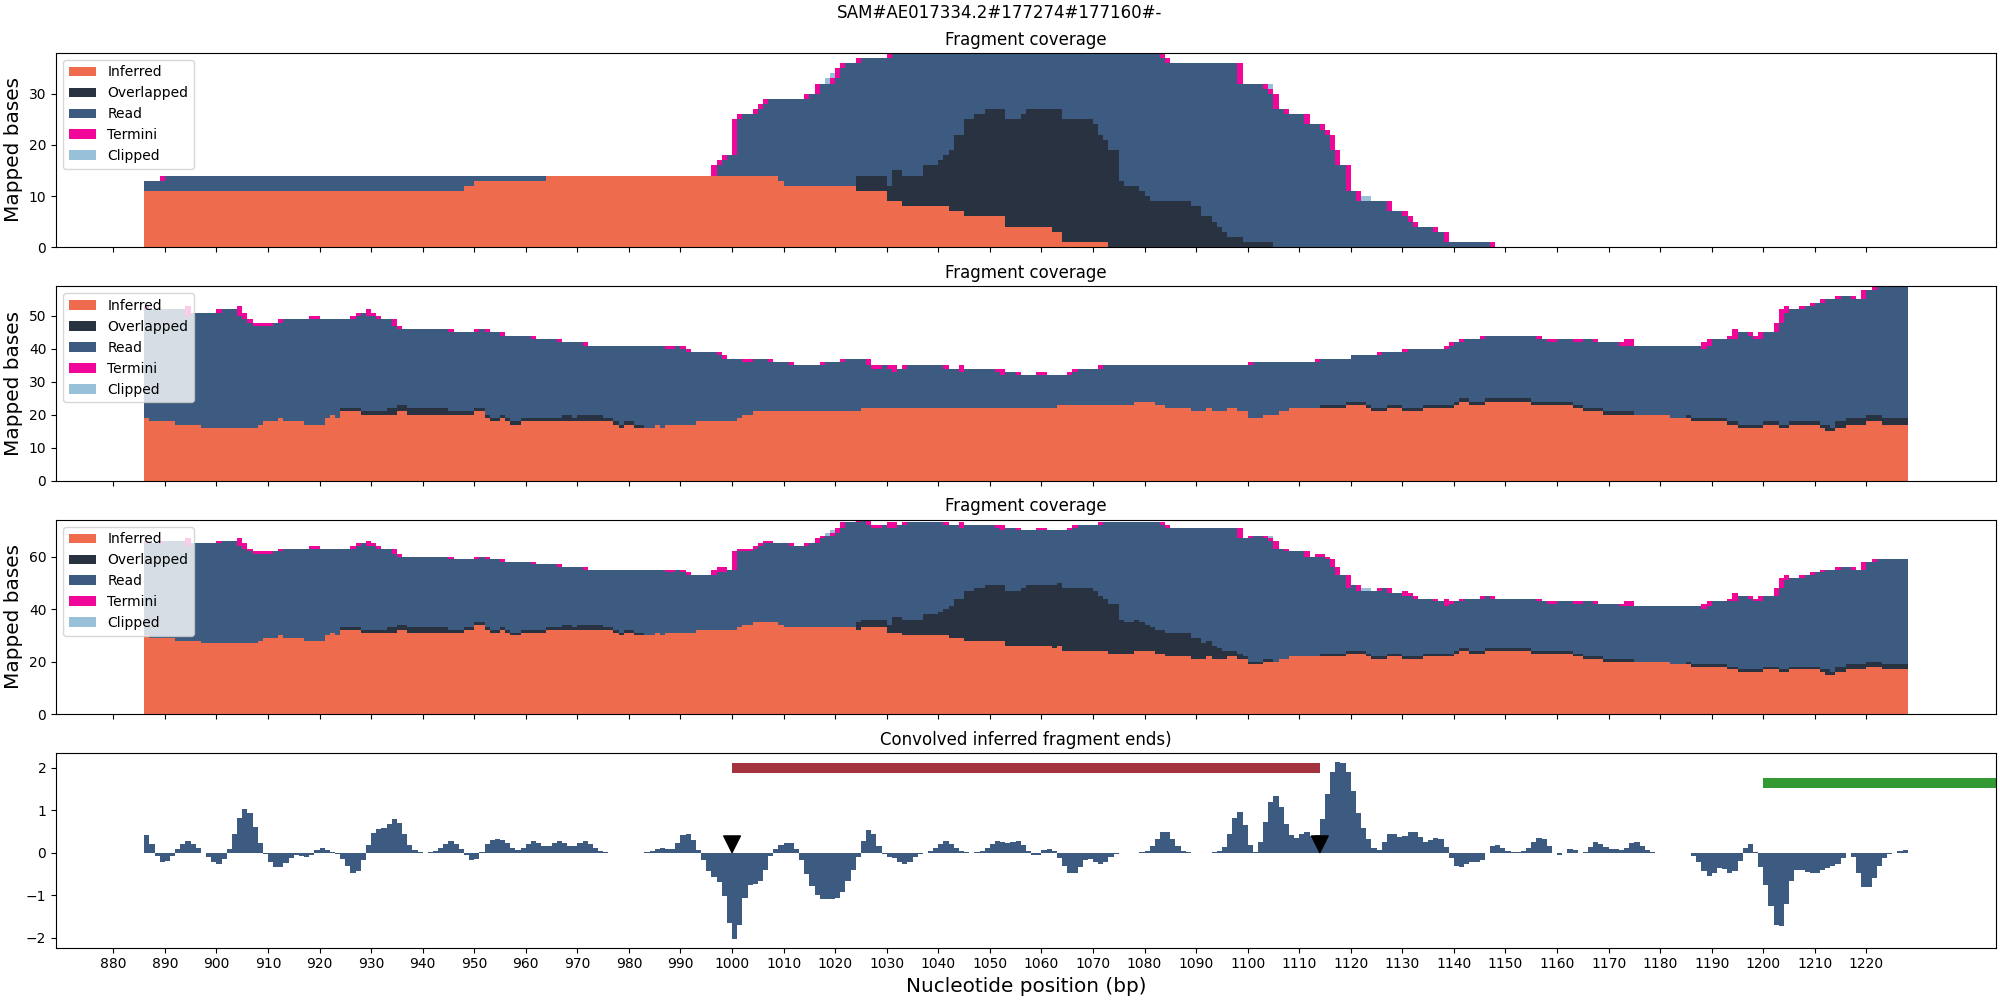 SAM#AE017334.2#177274#177160#-
Fragment coverage
Mapped bases
30
20
10
0
Inferred
Overlapped
Read
Termini
Clipped
Fragment coverage
Mapped bases
50
40
30
20
10
0
Inferred
Overlapped
Read
Termini
Clipped
Fragment coverage
Mapped bases
60
40
20
0
Inferred
Overlapped
Read
Termini
Clipped
Convolved inferred fragment ends)
2
1
0
−1
−2
880 890 900 910 920 930 940 950 960 970 980 990 1000 1010 1020 1030 1040 1050 1060 1070 1080 1090 1100 1110 1120 1130 1140 1150 1160 1170 1180 1190 1200 1210 1220
Nucleotide position (bp)